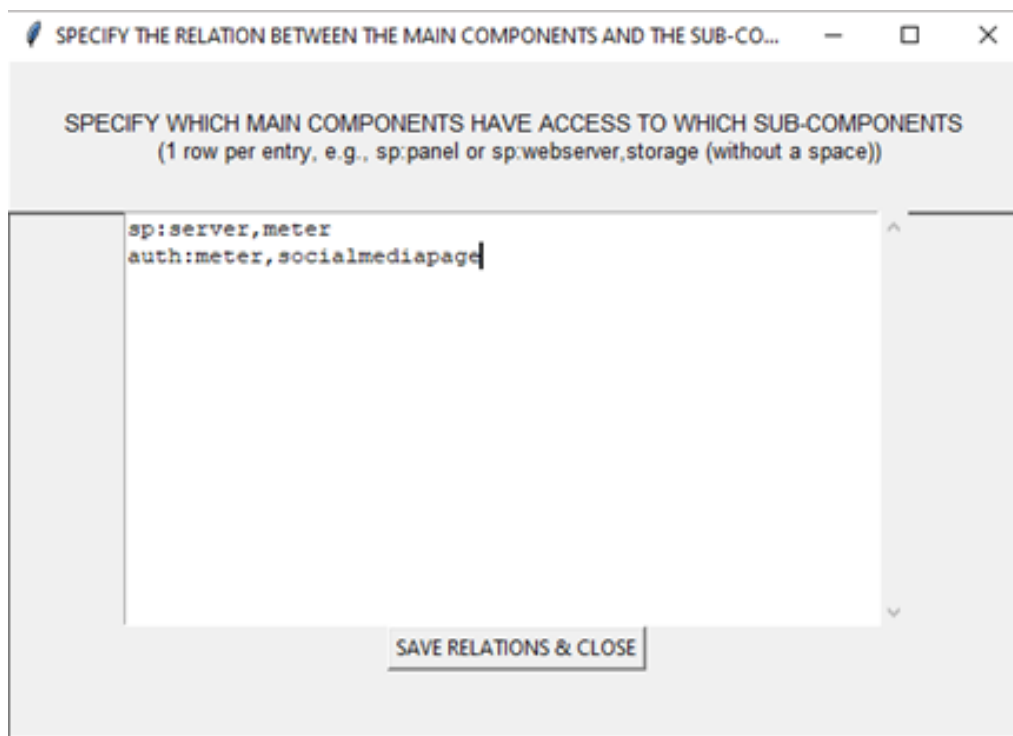 SPECIFY THE RELATION BETWEEN THE MAIN COMPONENTS AND THE SUB-CO...
SPECIFY WHICH MAIN COMPONENTS HAVE ACCESS TO WHICH SUB-COMPONENTS
(1 row per entry, e.g., sp:panel or sp:webserver,storage (without a space))
sp:server,meter
auth:meter,socialmediapage
SAVE RELATIONS & CLOSE